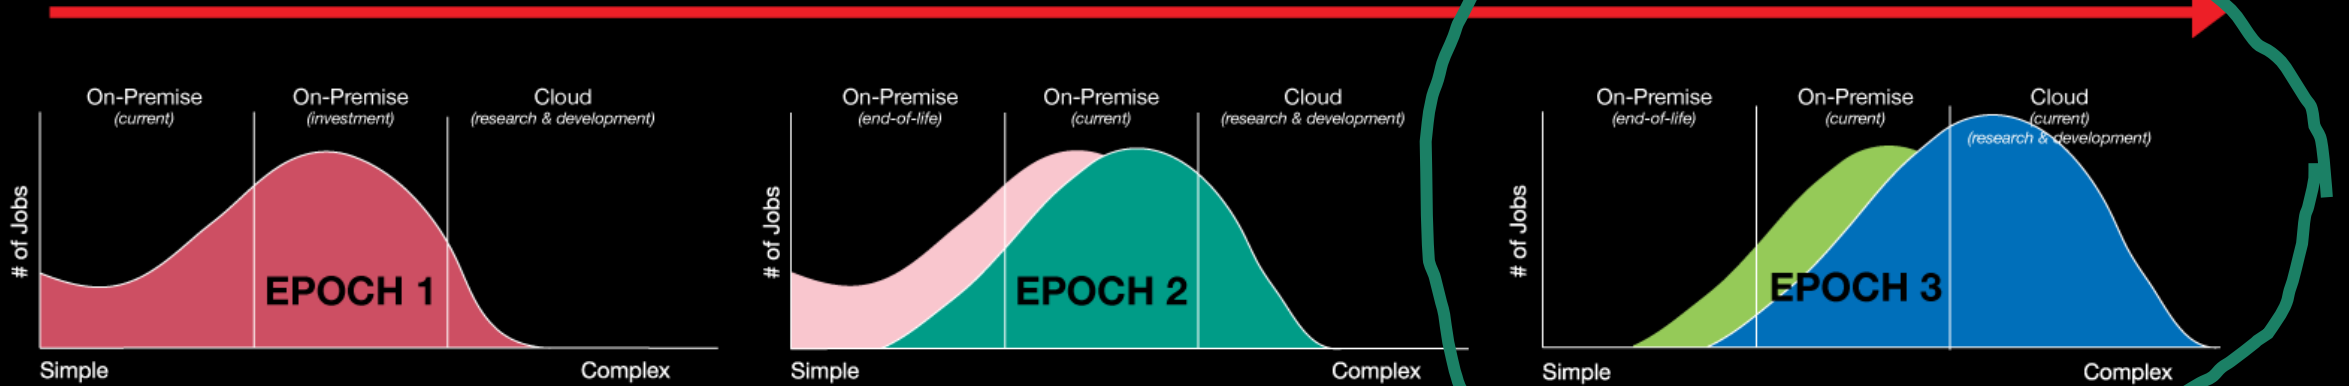 On-Premise
(current)
On-Premise
(investment)
Cloud
(research & development)
# of Jobs
EPOCH 1
Simple
Complex
On-Premise
(end-of-life)
On-Premise
(current)
Cloud
(research & development)
# of Jobs
EPOCH 2
Simple
Complex
On-Premise
(end-of-life)
On-Premise
(current)
Cloud
(current)
(research & development)
# of Jobs
EPOCH 3
Simple
Complex